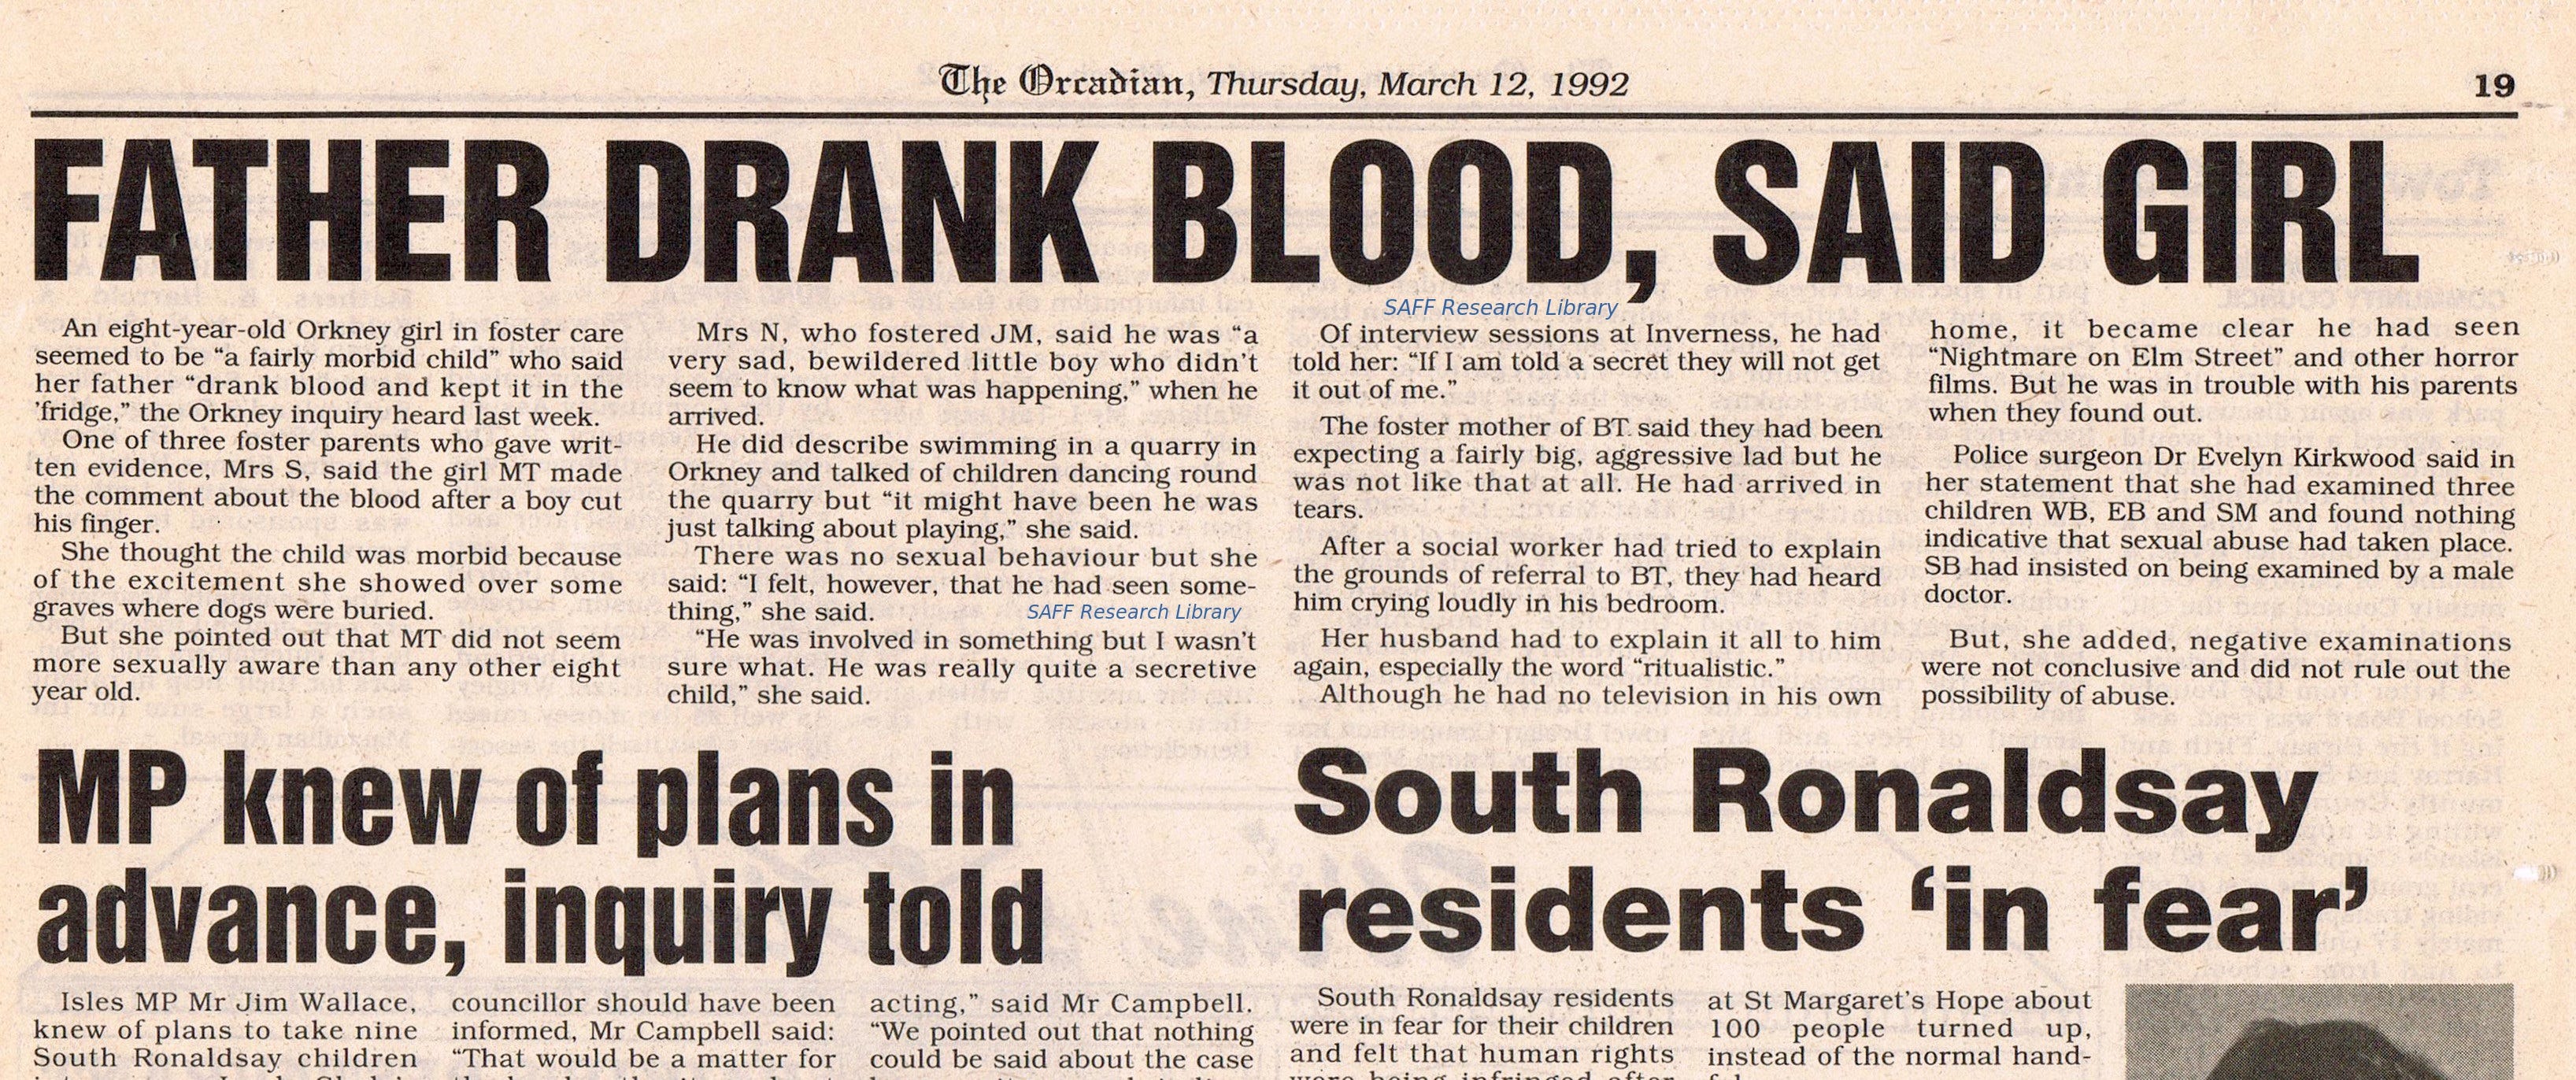 The Orcadian, Thursday, March 12, 1992
19
FATHER DRANK BLOOD, SAID GIRL
SAFF Research Library
An eight-year-old Orkney girl in foster care
seemed to be “a fairly morbid child” who said
her father “drank blood and kept it in the
’fridge,” the Orkney inquiry heard last week.
One of three foster parents who gave writ-
ten evidence, Mrs S, said the girl MT made
the comment about the blood after a boy cut
his finger.
She thought the child was morbid because
of the excitement she showed over some
graves where dogs were buried.
But she pointed out that MT did not seem
more sexually aware than any other eight
year old.
Mrs N, who fostered JM, said he was “a
very sad, bewildered little boy who didn’t
seem to know what was happening,” when he
arrived.
He did describe swimming in a quarry in
Orkney and talked of children dancing round
the quarry but “it might have been he was
just talking about playing,” she said.
There was no sexual behaviour but she
said: “I felt, however, that he had seen some-
thing,” she said.
SAFF Research Library
“He was involved in something but I wasn’t
sure what. He was really quite a secretive
child,” she said.
Of interview sessions at Inverness, he had
told her: “If I am told a secret they will not get
it out of me.”
The foster mother of BT said they had been
expecting a fairly big, aggressive lad but he
was not like that at all. He had arrived in
tears.
After a social worker had tried to explain
the grounds of referral to BT, they had heard
him crying loudly in his bedroom.
Her husband had to explain it all to him
again, especially the word “ritualistic.”
Although he had no television in his own
home, it became clear he had seen
“Nightmare on Elm Street” and other horror
films. But he was in trouble with his parents
when they found out.
Police surgeon Dr Evelyn Kirkwood said in
her statement that she had examined three
children WB, EB and SM and found nothing
indicative that sexual abuse had taken place.
SB had insisted on being examined by a male
doctor.
But, she added, negative examinations
were not conclusive and did not rule out the
possibility of abuse.
MP knew of plans in
advance, inquiry told
Isles MP Mr Jim Wallace,
knew of plans to take nine
South Ronaldsay children
councillor should have been
informed, Mr Campbell said:
“That would be a matter for
acting,” said Mr Campbell.
“We pointed out that nothing
could be said about the case
South Ronaldsay
residents ‘in fear’
South Ronaldsay residents
were in fear for their children
and felt that human rights
were being infringed after
at St Margaret’s Hope about
100 people turned up,
instead of the normal hand-